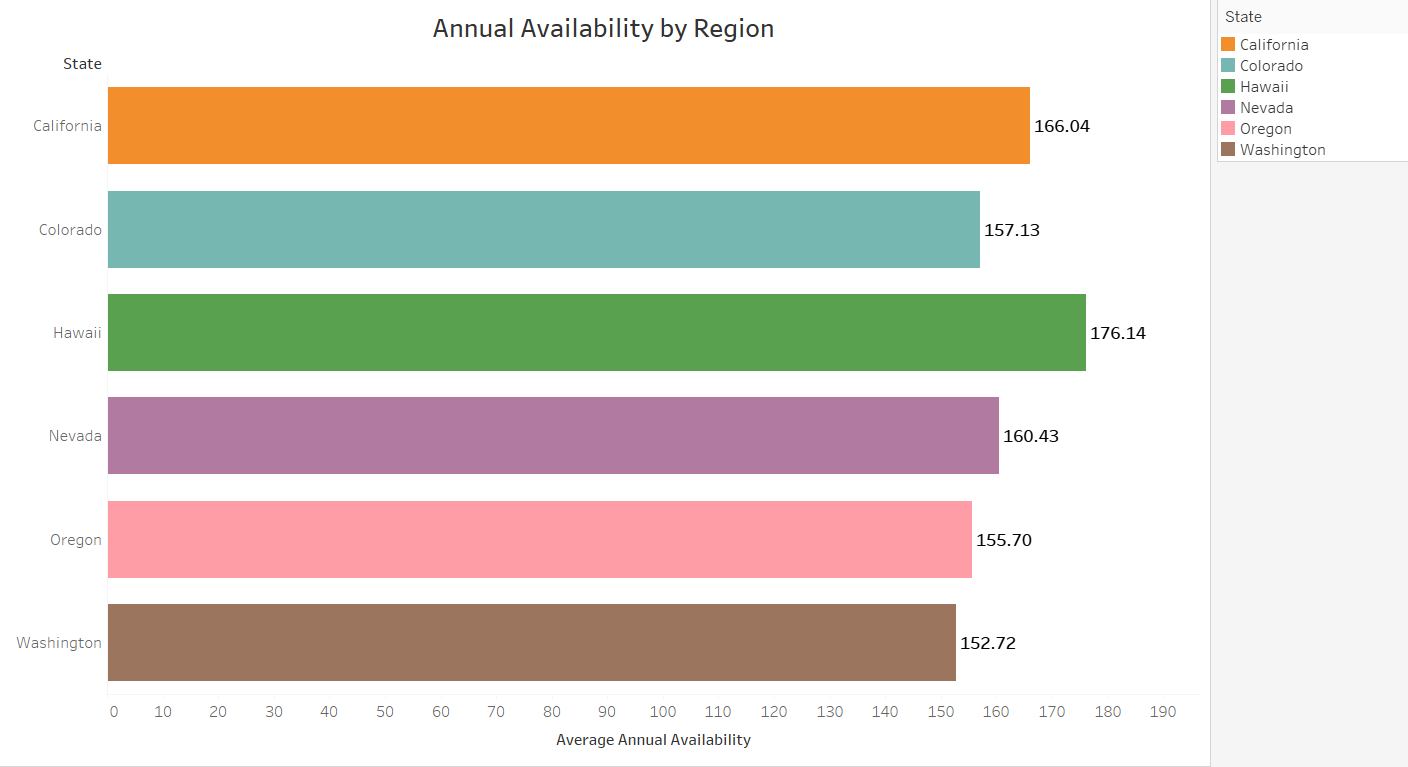 Annual Availability by Region
State
California
166.04
Colorado
157.13
Hawaii
176.14
Nevada
160.43
Oregon
155.70
Washington
152.72
0 10 20 30 40 50 60 70 80 90 100 110 120 130 140 150 160 170 180 190
Average Annual Availability
State
California
Colorado
Hawaii
Nevada
Oregon
Washington